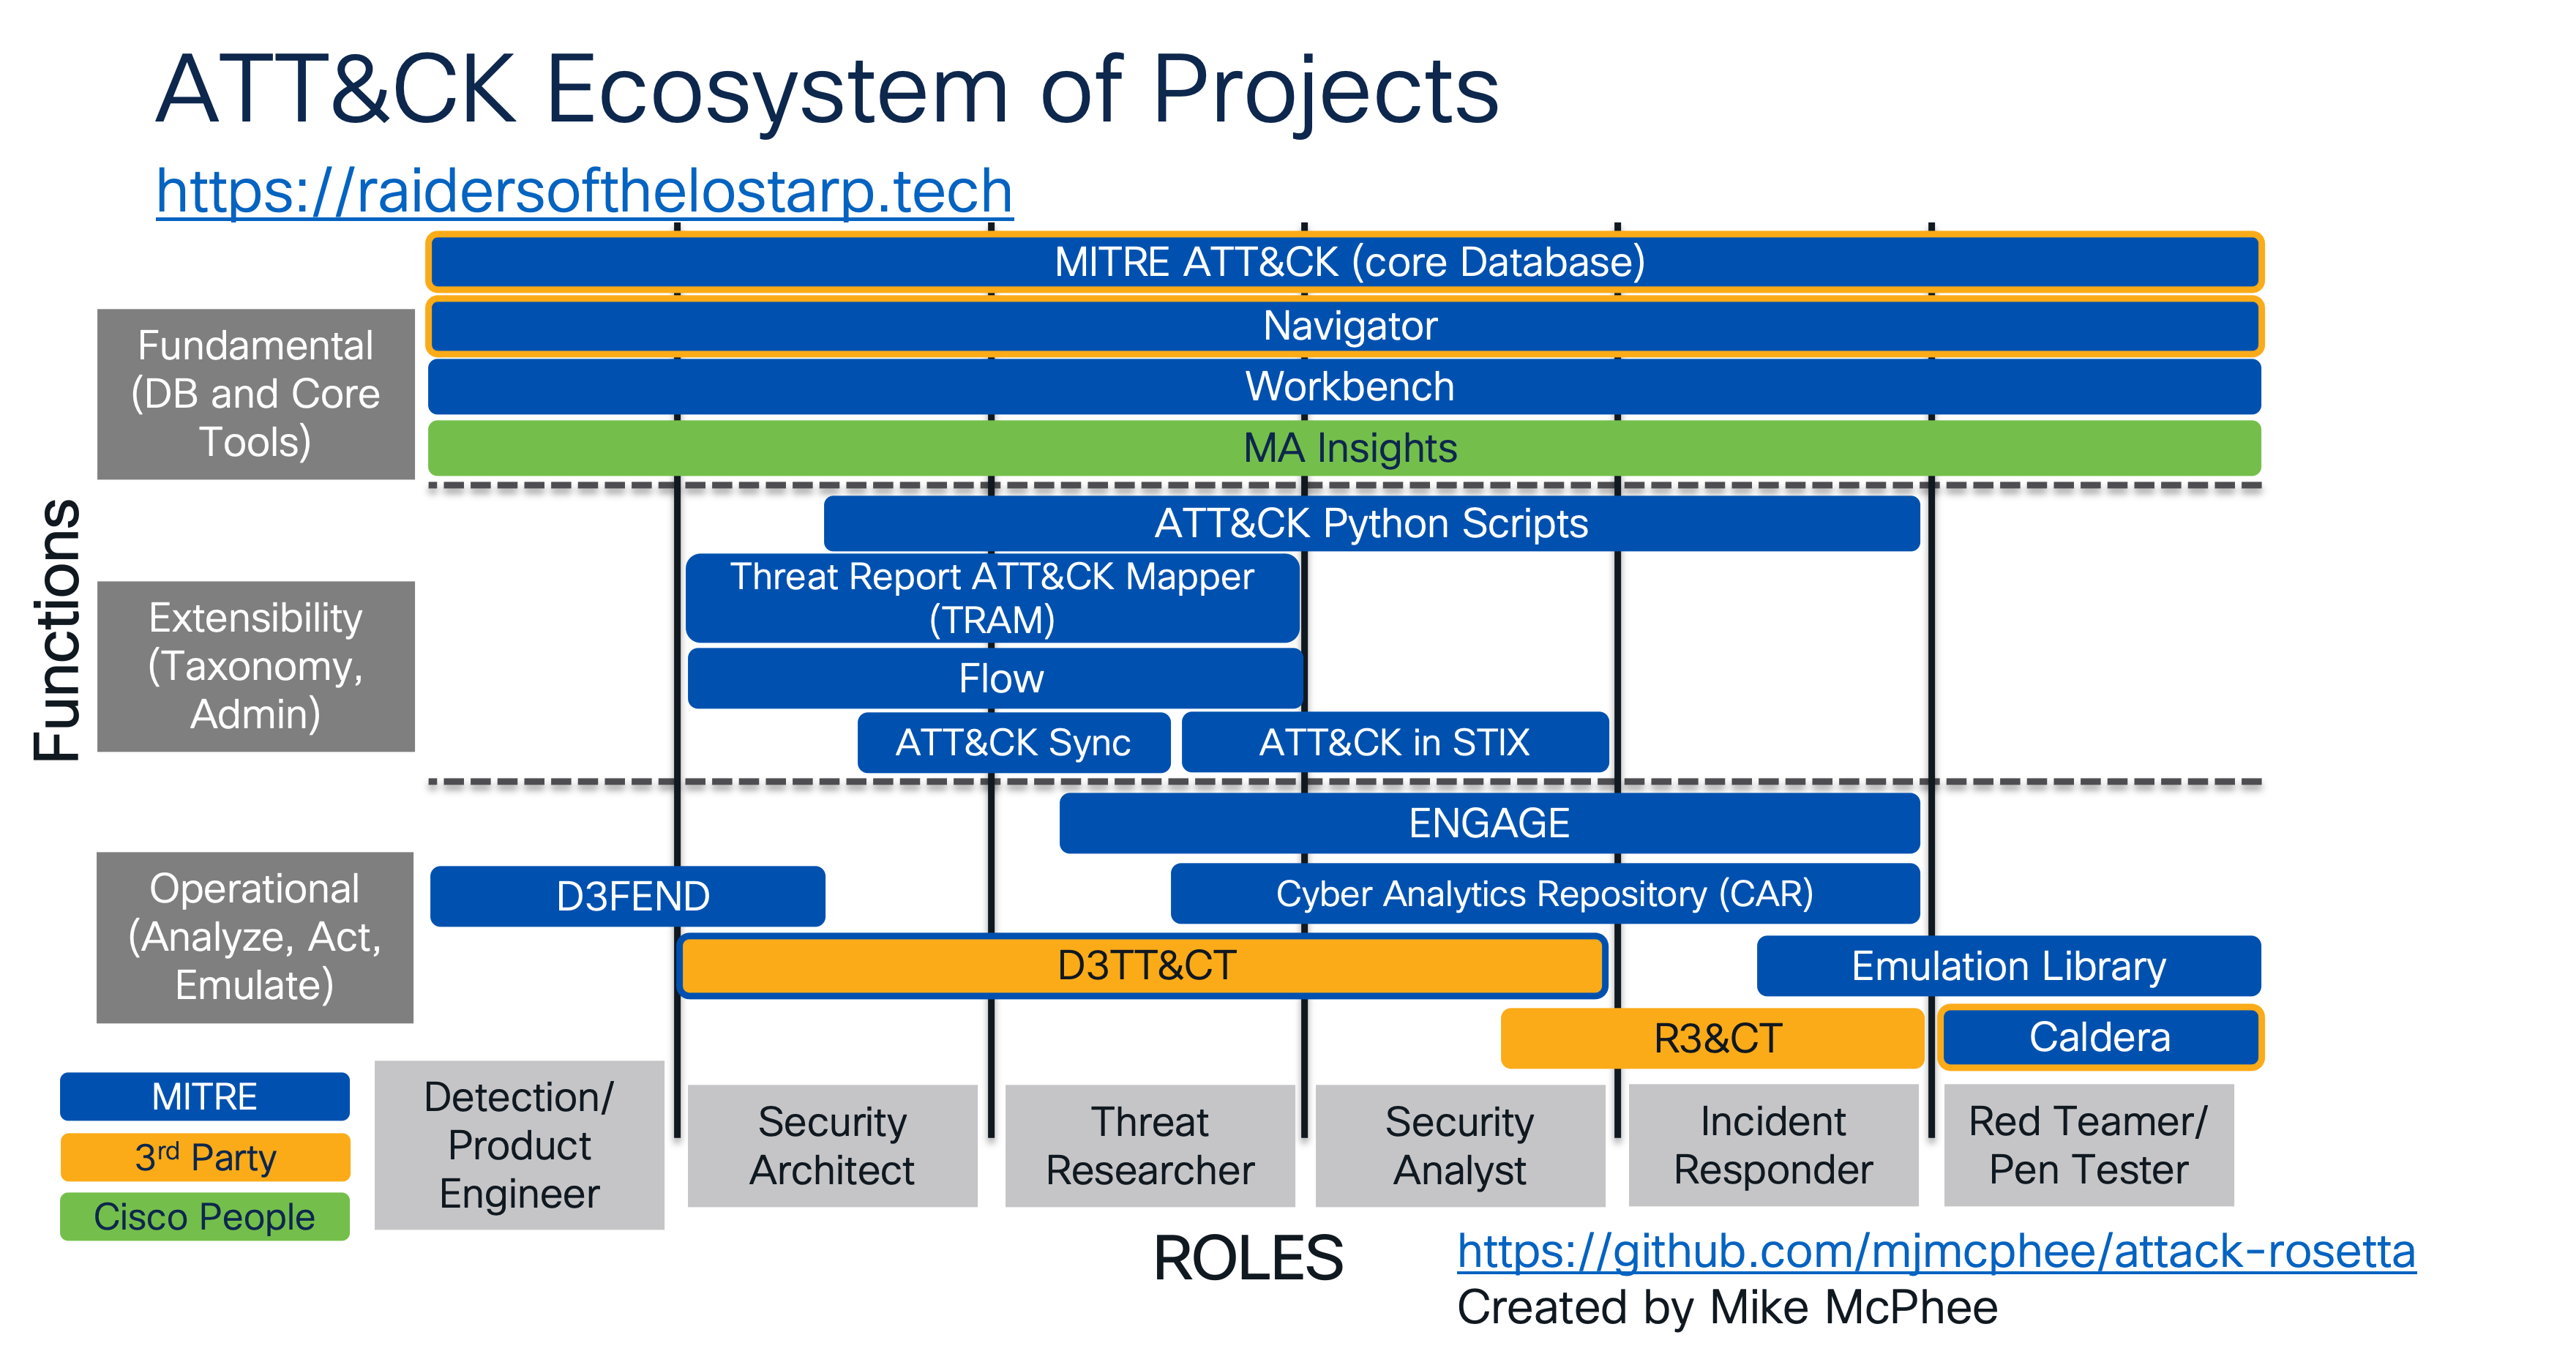 ATT&CK Ecosystem of Projects
https://raidersofthelostarp.tech
MITRE ATT&CK (core Database)
Navigator
Workbench
MA Insights
Fundamental
(DB and Core
Tools)
Functions
ATT&CK Python Scripts
Threat Report ATT&CK Mapper
(TRAM)
Flow
ATT&CK Sync
ATT&CK in STIX
Extensibility
(Taxonomy,
Admin)
ENGAGE
D3FEND
Cyber Analytics Repository (CAR)
D3TT&CT
Emulation Library
R3&CT
Caldera
Operational
(Analyze, Act,
Emulate)
MITRE
3rd Party
Cisco People
Detection/
Product
Engineer
Security
Architect
Threat
Researcher
Security
Analyst
Incident
Responder
Red Teamer/
Pen Tester
ROLES
https://github.com/mjmcphee/attack-rosetta
Created by Mike McPhee